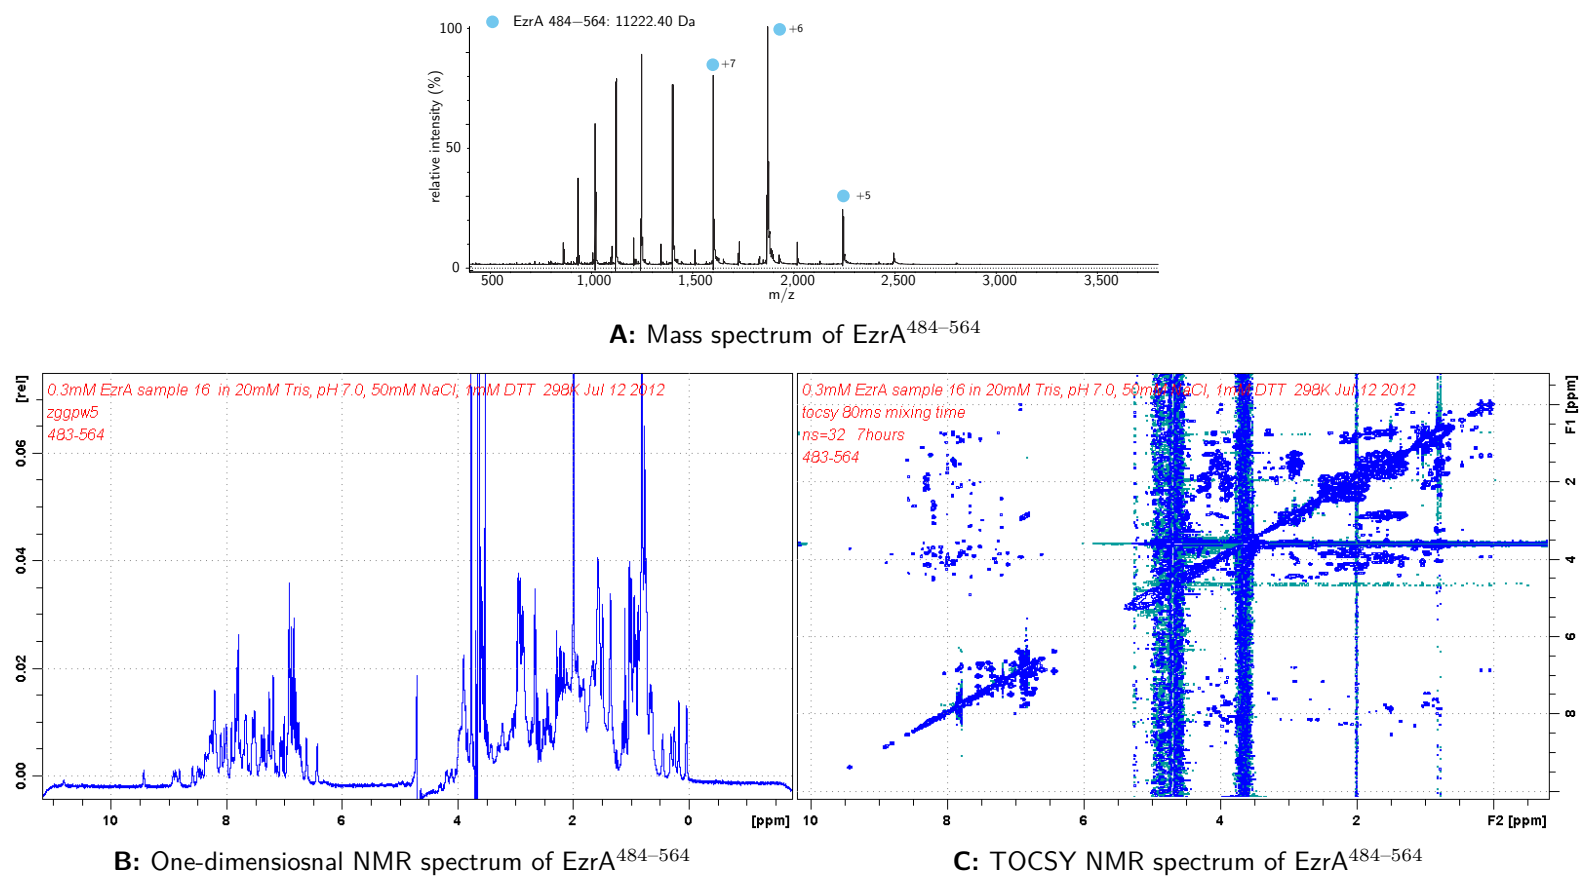 EzrA 484–564: 11222.40 Da
relative intensity (%)
100
50
0
+7
+6
+5
500
1,000
1,500
2,000
2,500
3,000
3,500
m/z
A: Mass spectrum of EzrA484–564
0.3mM EzrA sample 16 in 20mM Tris, pH 7.0, 50mM NaCl, 1mM DTT 298K Jul 12 2012
zggpw5
483-564
[rel]
0.06
0.04
0.02
0.00
10
8
6
4
2
0
[ppm]
B: One-dimensiosnal NMR spectrum of EzrA484–564
0.3mM EzrA sample 16 in 20mM Tris, pH 7.0, 50mM NaCl, 1mM DTT 298K Jul 12 2012
tocsy 80ms mixing time
ns=32 7hours
483-564
F1 [ppm]
2
4
6
8
10
8
6
4
2
F2 [ppm]
C: TOCSY NMR spectrum of EzrA484–564